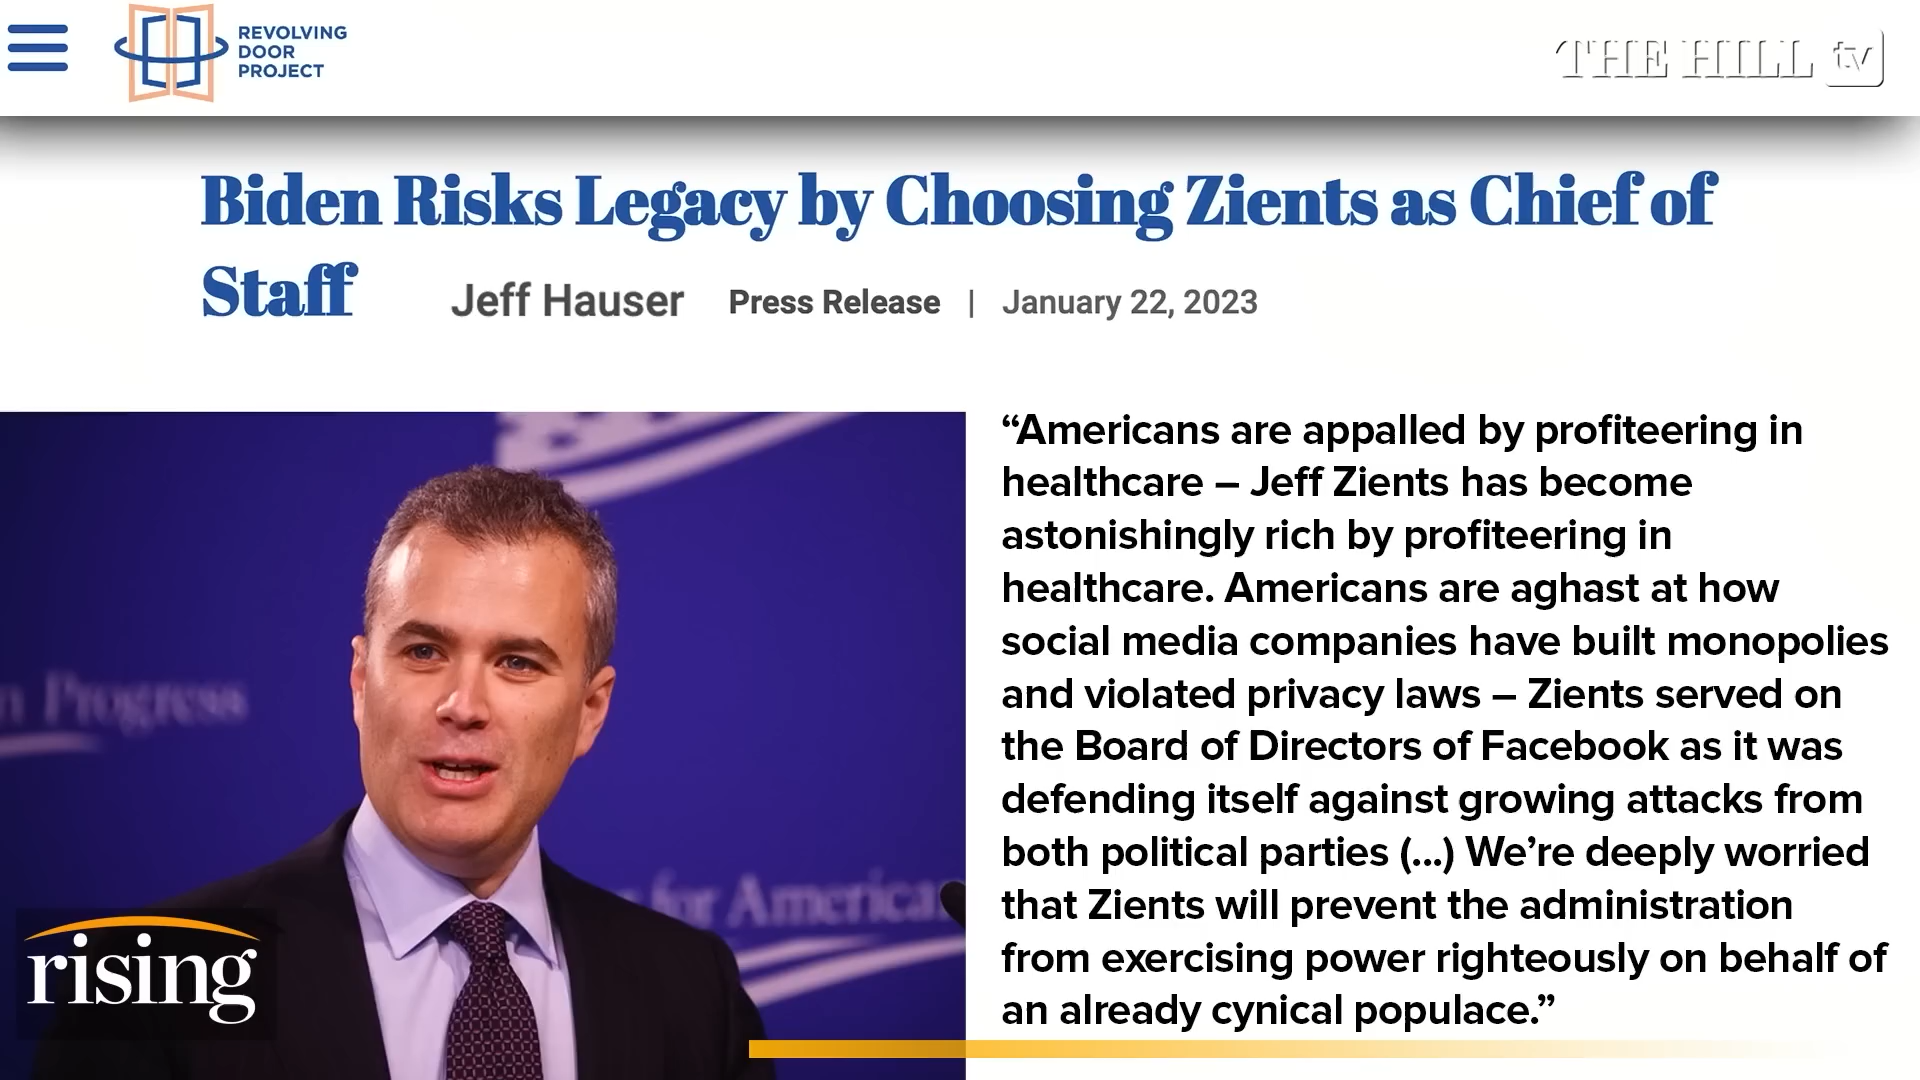 REVOLVING
DOOR
PROJECT
THE HILL tv
Biden Risks Legacy by Choosing Zients as Chief of
Staff
Jeff Hauser
Press Release | January 22, 2023
“Americans are appalled by profiteering in
healthcare – Jeff Zients has become
astonishingly rich by profiteering in
healthcare. Americans are aghast at how
social media companies have built monopolies
and violated privacy laws – Zients served on
the Board of Directors of Facebook as it was
defending itself against growing attacks from
both political parties (...) We’re deeply worried
that Zients will prevent the administration
from exercising power righteously on behalf of
an already cynical populace.”
n Progress
for American
rising